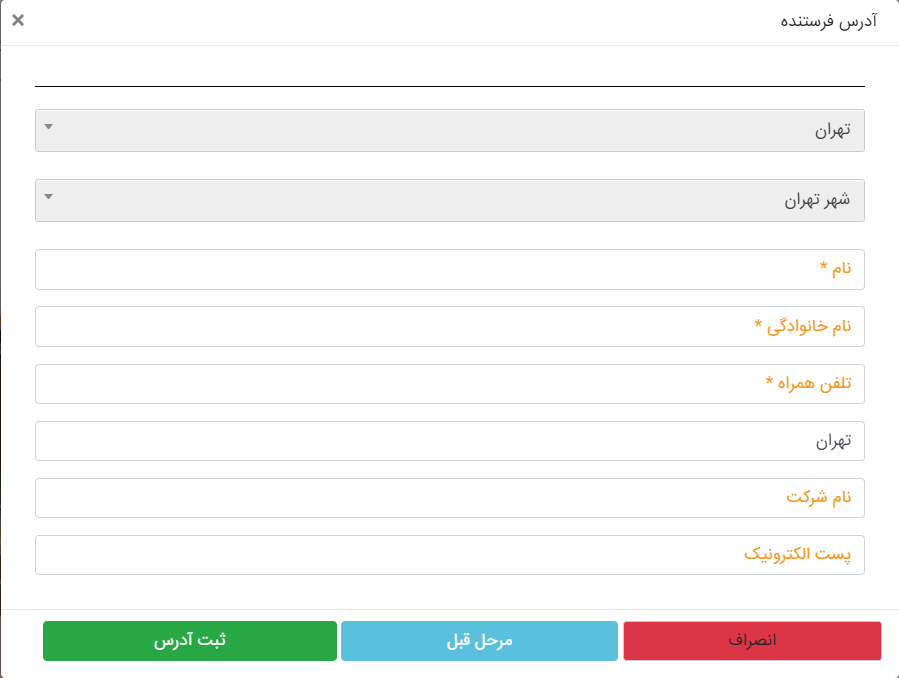 آدرس فرستنده ×
تهران
شهر تهران
نام *
نام خانوادگی *
تلفن همراه *
تهران
نام شرکت
پست الکترونیک
انصراف مرحل قبل ثبت آدرس